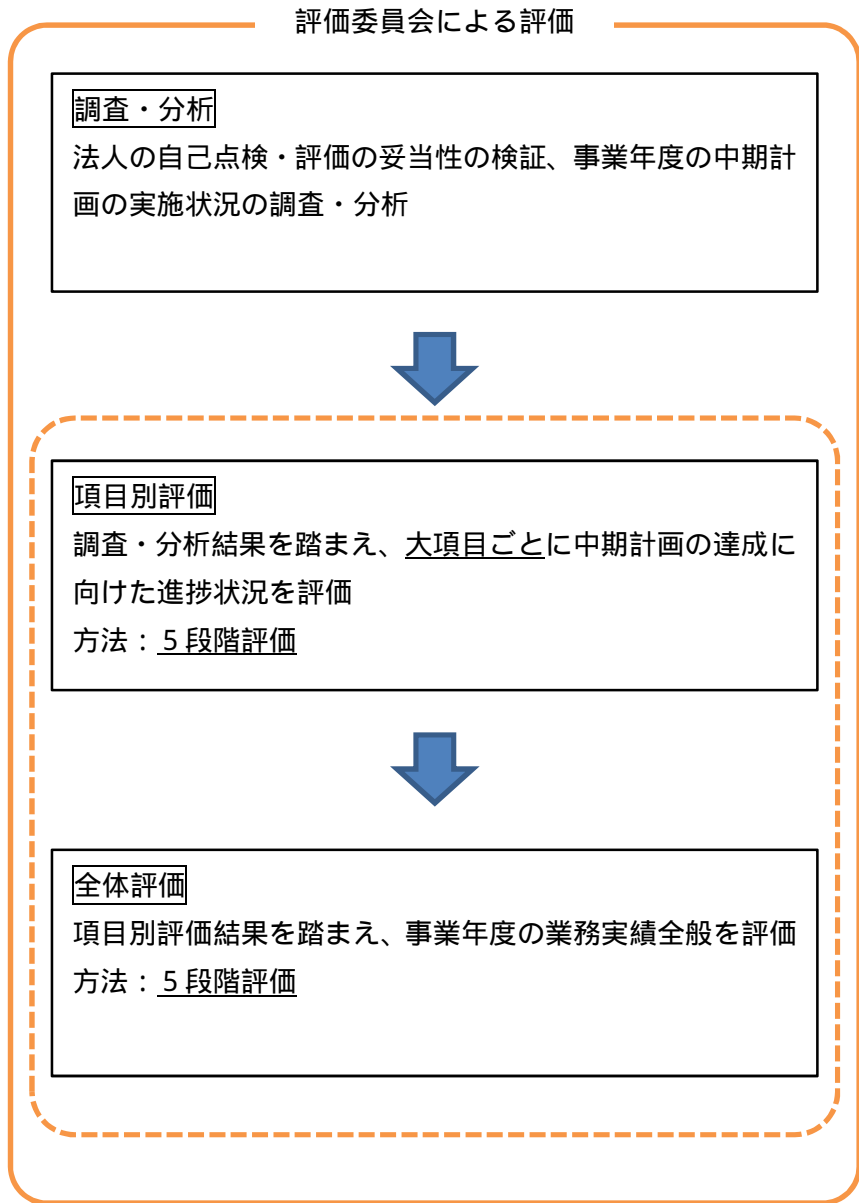 評価委員会による評価
調査・分析
法人の自己点検・評価の妥当性の検証、事業年度の中期計
画の実施状況の調査・分析
項目別評価
調査・分析結果を踏まえ、大項目ごとに中期計画の達成に
向けた進捗状況を評価
方法：５段階評価
全体評価
項目別評価結果を踏まえ、事業年度の業務実績全般を評価
方法：５段階評価